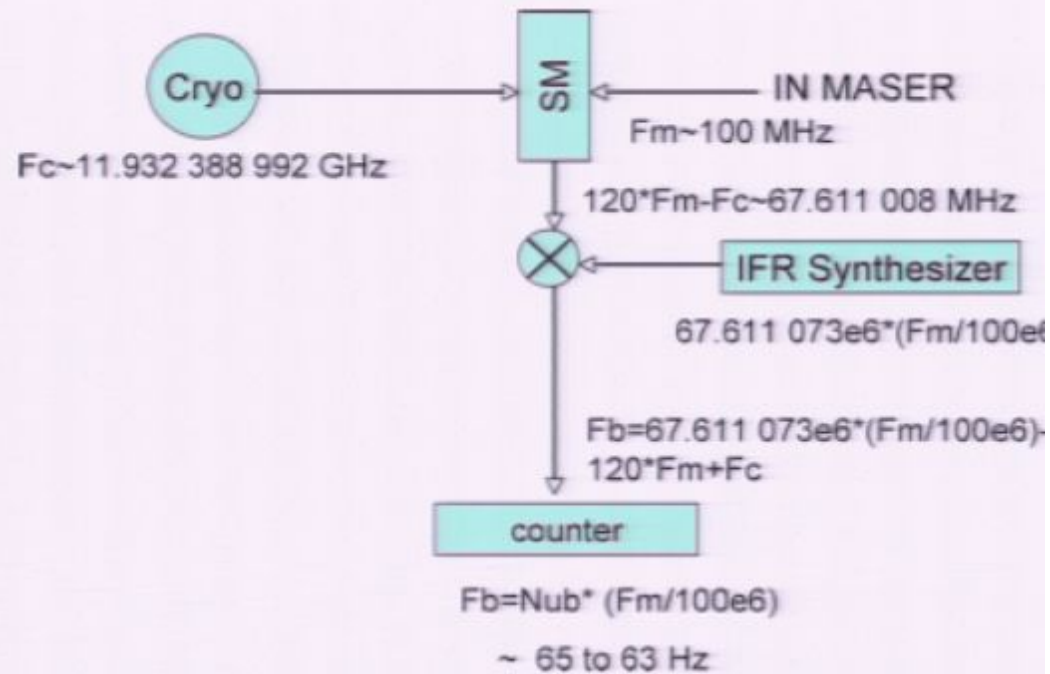 Cryo
SM
IN MASER
Fm~100 MHz
Fc~11.932 388 992 GHz
120*Fm-Fc~67.611 008 MHz
IFR Synthesizer
67.611 073e6*(Fm/100e6
Fb=67.611 073e6*(Fm/100e6)-
120*Fm+Fc
counter
Fb=Nub* (Fm/100e6)
~ 65 to 63 Hz